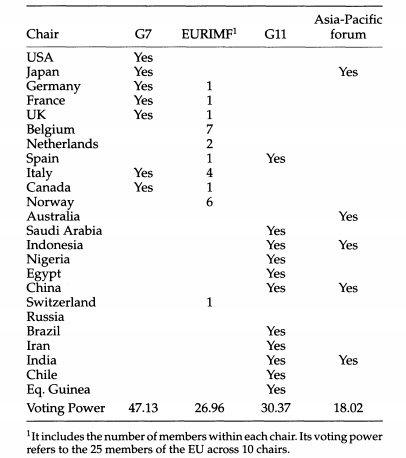 Asia-Pacific
Chair G7 EURIMF¹ G11 forum
USA Yes
Japan Yes Yes
Germany Yes 1
France Yes 1
UK Yes 1
Belgium 7
Netherlands 2
Spain 1 Yes
Italy Yes 4
Canada Yes 1
Norway 6
Australia Yes
Saudi Arabia Yes
Indonesia Yes Yes
Nigeria Yes
Egypt Yes
China Yes Yes
Switzerland 1
Russia
Brazil Yes
Iran Yes
India Yes Yes
Chile Yes
Eq. Guinea Yes
Voting Power 47.13 26.96 30.37 18.02
¹It includes the number of members within each chair. Its voting power
refers to the 25 members of the EU across 10 chairs.